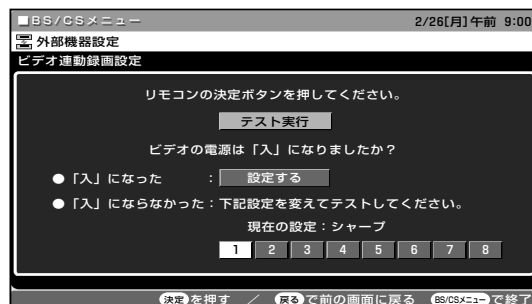 ■BS/CSメニュー 2/26[月]午前 9:00
外部機器設定
ビデオ連動録画設定
リモコンの決定ボタンを押してください。
テスト実行
ビデオの電源は「入」になりましたか?
●「入」になった : 設定する
●「入」にならなかった:下記設定を変えてテストしてください。
現在の設定:シャープ
1 2 3 4 5 6 7 8
決定を押す / 戻るで前の画面に戻る BS/CSメニューで終了